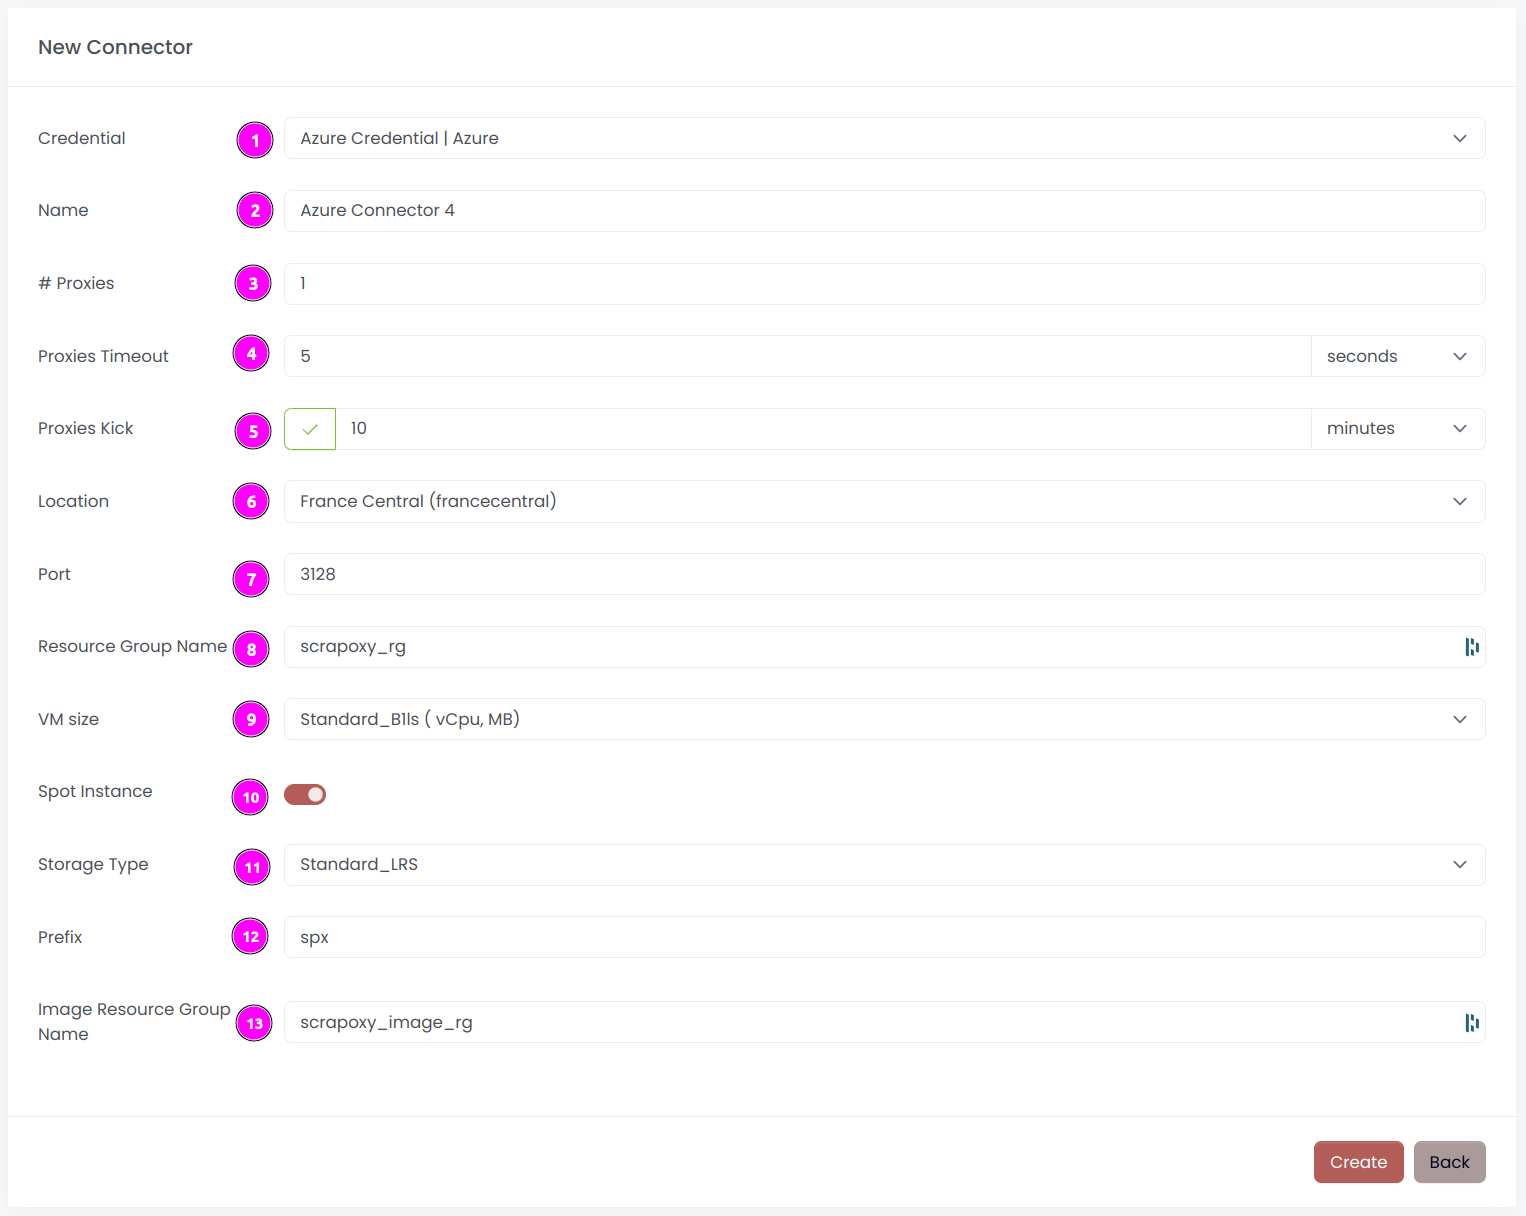 New Connector
Credential 1 Azure Credential | Azure
Name 2 Azure Connector 4
# Proxies 3 1
Proxies Timeout 4 5 seconds
Proxies Kick 5 10 minutes
Location 6 France Central (francecentral)
Port 7 3128
Resource Group Name 8 scrapoxy_rg
VM size 9 Standard_B1ls ( vCpu, MB)
Spot Instance 10
Storage Type 11 Standard_LRS
Prefix 12 spx
Image Resource Group
Name 13 scrapoxy_image_rg
Create Back